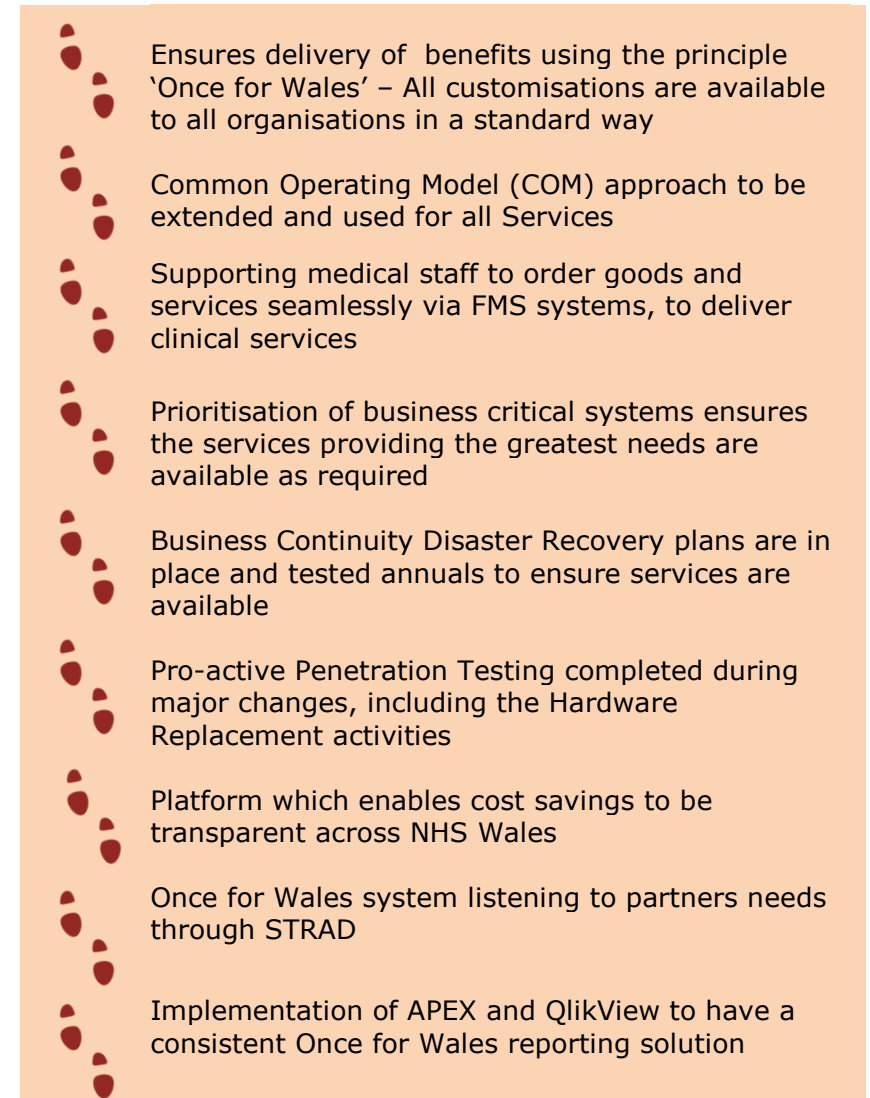 Ensures delivery of  benefits using the principle
‘Once for Wales’ – All customisations are available
to all organisations in a standard way
Common Operating Model (COM) approach to be
extended and used for all Services
Supporting medical staff to order goods and
services seamlessly via FMS systems, to deliver
clinical services
Prioritisation of business critical systems ensures
the services providing the greatest needs are
available as required
Business Continuity Disaster Recovery plans are in
place and tested annuals to ensure services are
available
Pro-active Penetration Testing completed during
major changes, including the Hardware
Replacement activities
Platform which enables cost savings to be
transparent across NHS Wales
Once for Wales system listening to partners needs
through STRAD
Implementation of APEX and QlikView to have a
consistent Once for Wales reporting solution